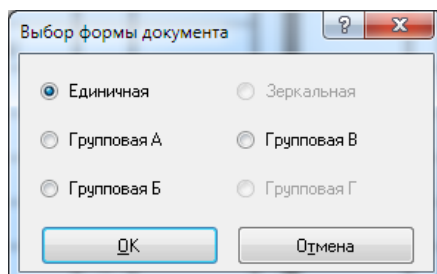 Выбор формы документа
Единичная Зеркальная
Групповая А Групповая В
Групповая Б Групповая Г
OK Отмена